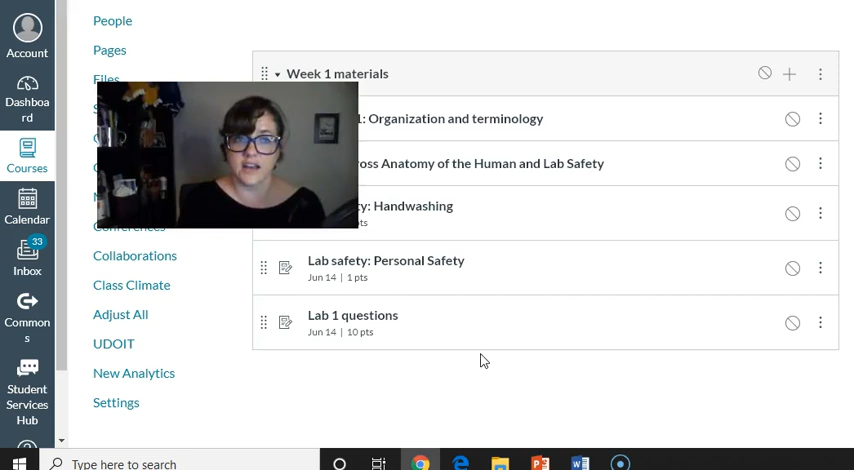 Account
Dashboa
rd
Courses
Calendar
33
Inbox
Common
s
Student
Services
Hub
People
Pages
Files
Conferences
Collaborations
Class Climate
Adjust All
UDOIT
New Analytics
Settings
Week 1 materials
1: Organization and terminology
ross Anatomy of the Human and Lab Safety
ty: Handwashing
pts
Lab safety: Personal Safety
Jun 14 | 1 pts
Lab 1 questions
Jun 14 | 10 pts
Type here to search